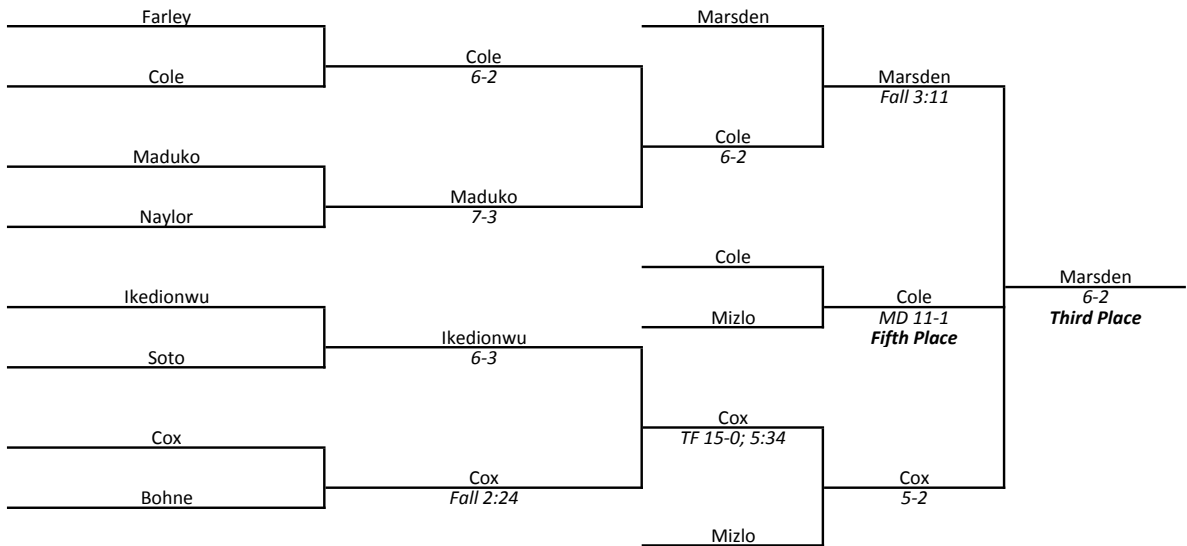 Farley
Marsden
Cole
6-2
Cole
Marsden
Fall 3:11
Cole
6-2
Maduko
Maduko
7-3
Naylor
Cole
Marsden
6-2
Third Place
Ikedionwu
Cole
MD 11-1
Fifth Place
Mizlo
Ikedionwu
6-3
Soto
Cox
TF 15-0; 5:34
Cox
Cox
Fall 2:24
Cox
5-2
Bohne
Mizlo